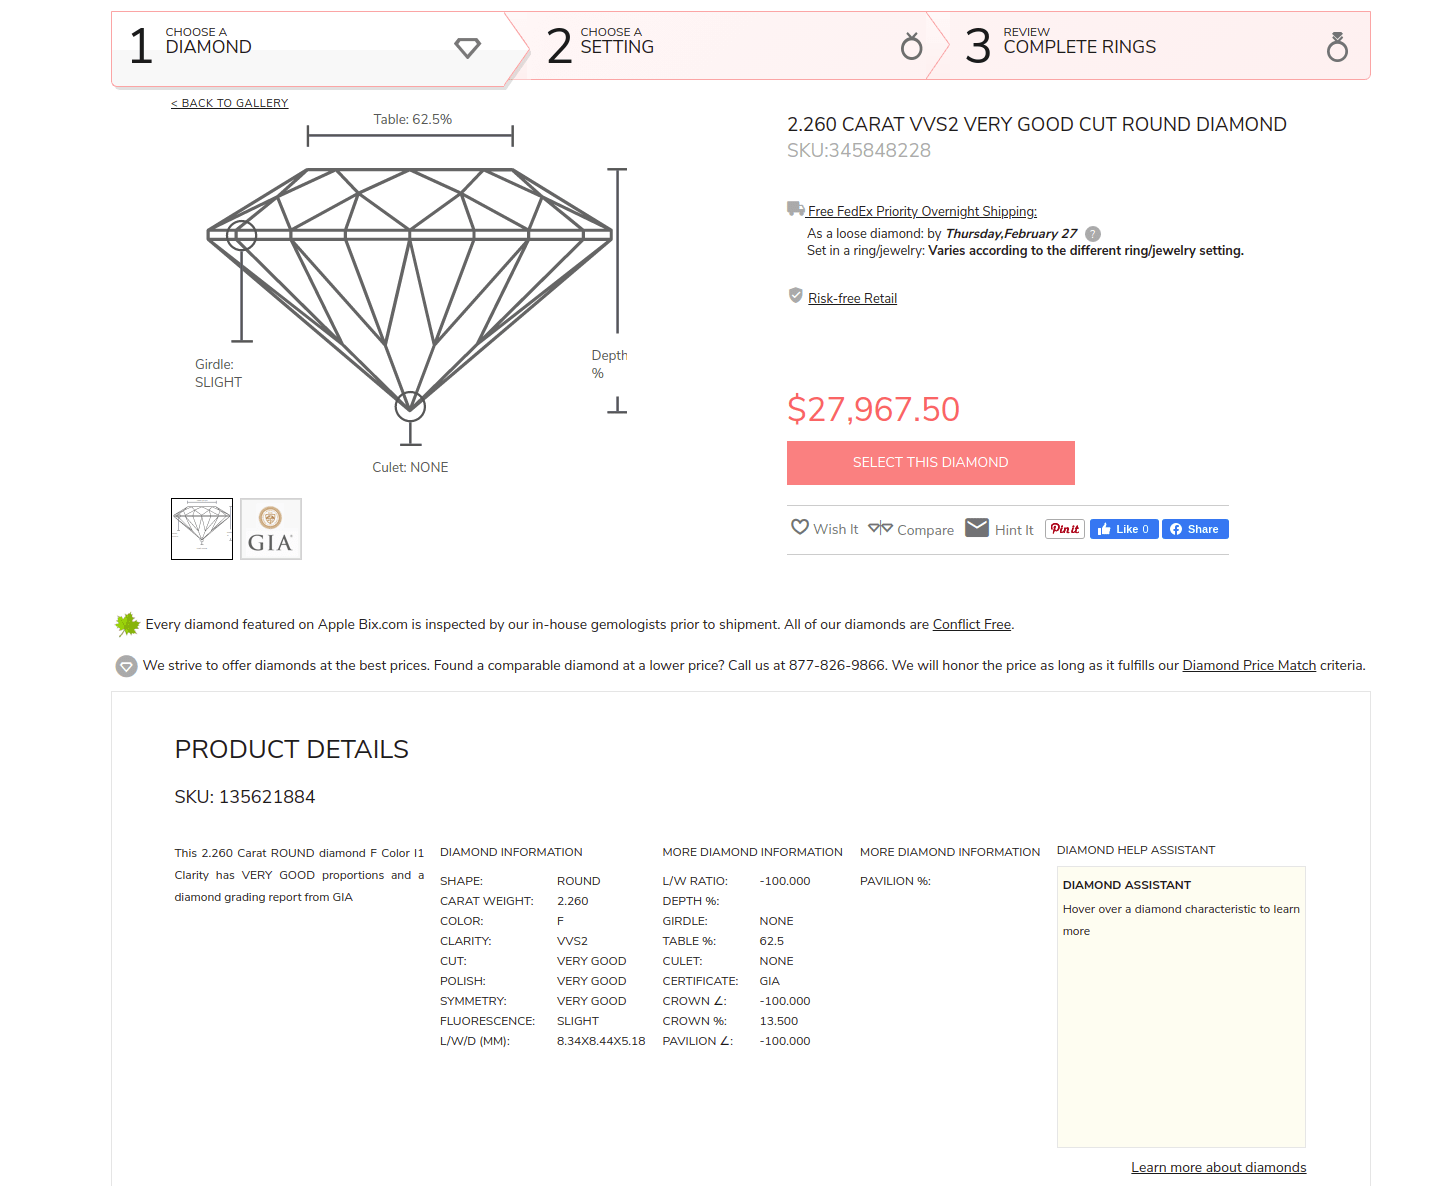 1 CHOOSE A
DIAMOND
2 CHOOSE A
SETTING
3 REVIEW
COMPLETE RINGS
< BACK TO GALLERY
Table: 62.5%
Girdle:
SLIGHT
Depth
%
Culet: NONE
GIA
2.260 CARAT VVS2 VERY GOOD CUT ROUND DIAMOND
SKU:345848228
Free FedEx Priority Overnight Shipping:
As a loose diamond: by Thursday,February 27 ?
Set in a ring/jewelry: Varies according to the different ring/jewelry setting.
Risk-free Retail
$27,967.50
SELECT THIS DIAMOND
Wish It Compare Hint It Pin it Like 0 Share
Every diamond featured on Apple Bix.com is inspected by our in-house gemologists prior to shipment. All of our diamonds are Conflict Free.
We strive to offer diamonds at the best prices. Found a comparable diamond at a lower price? Call us at 877-826-9866. We will honor the price as long as it fulfills our Diamond Price Match criteria.
PRODUCT DETAILS
SKU: 135621884
This 2.260 Carat ROUND diamond F Color I1
Clarity has VERY GOOD proportions and a
diamond grading report from GIA
DIAMOND INFORMATION
SHAPE: ROUND
CARAT WEIGHT: 2.260
COLOR: F
CLARITY: VVS2
CUT: VERY GOOD
POLISH: VERY GOOD
SYMMETRY: VERY GOOD
FLUORESCENCE: SLIGHT
L/W/D (MM): 8.34X8.44X5.18
MORE DIAMOND INFORMATION
L/W RATIO: -100.000
DEPTH %:
GIRDLE: NONE
TABLE %: 62.5
CULET: NONE
CERTIFICATE: GIA
CROWN ∠: -100.000
CROWN %: 13.500
PAVILION ∠: -100.000
MORE DIAMOND INFORMATION
PAVILION %:
DIAMOND HELP ASSISTANT
DIAMOND ASSISTANT
Hover over a diamond characteristic to learn
more
Learn more about diamonds